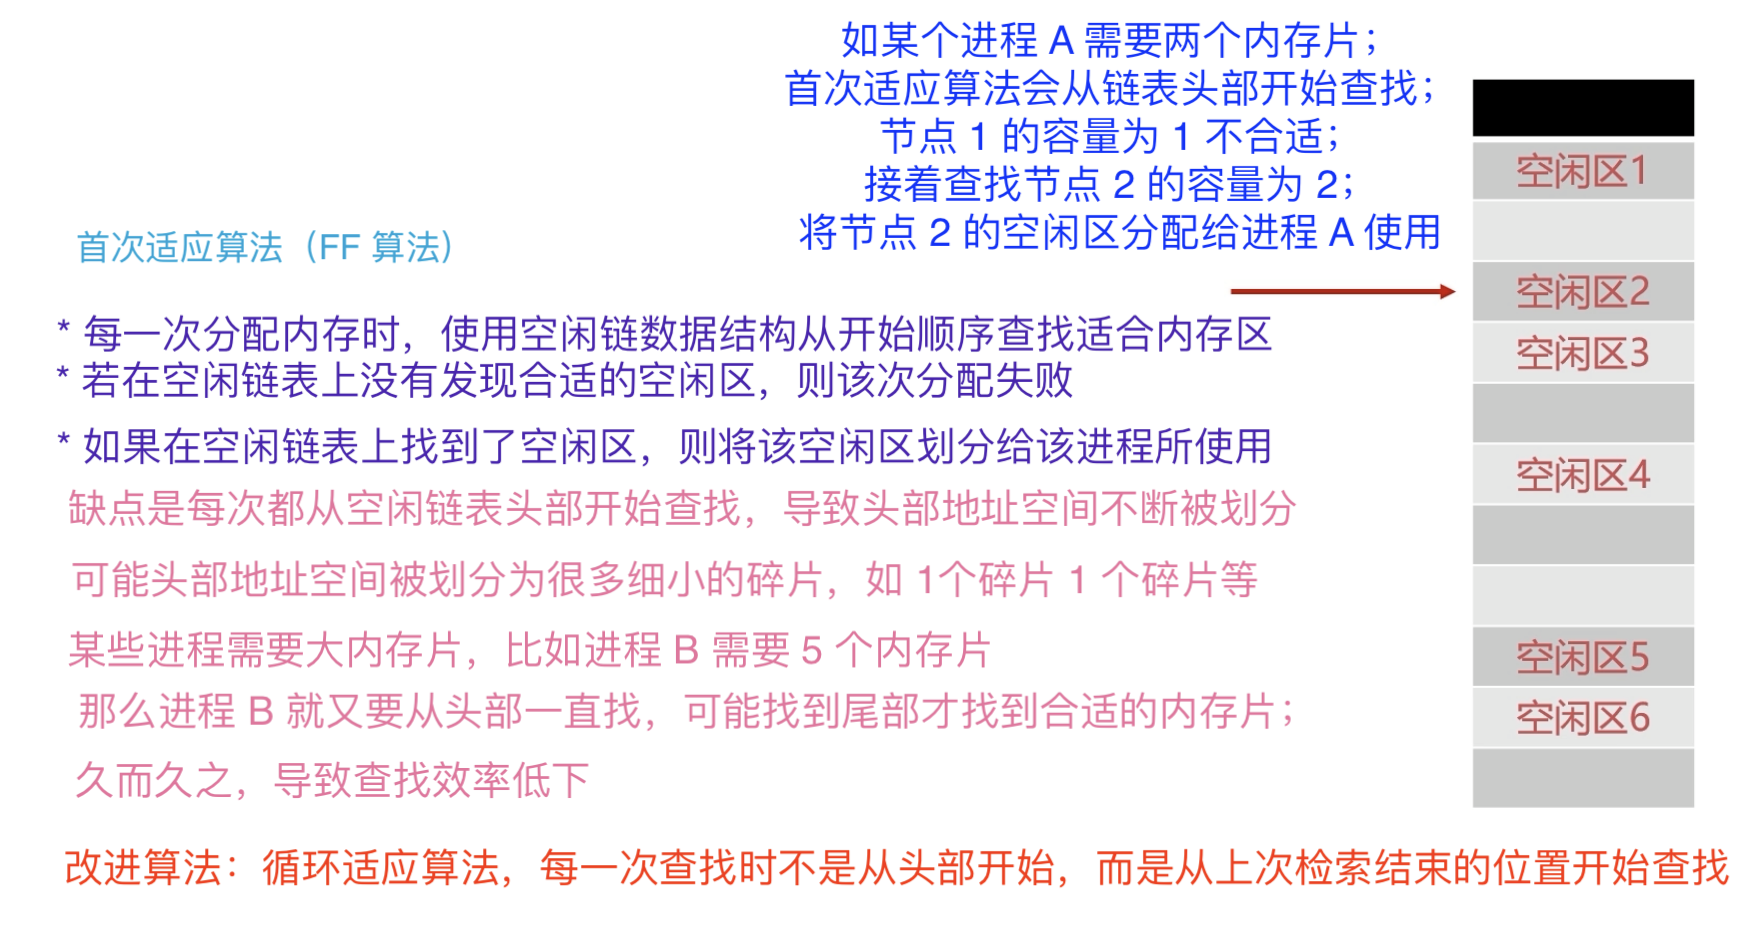 如某个进程 A 需要两个内存片；
首次适应算法会从链表头部开始查找；
节点 1 的容量为 1 不合适；
接着查找节点 2 的容量为 2；
将节点 2 的空闲区分配给进程 A 使用
首次适应算法（FF 算法）
* 每一次分配内存时，使用空闲链数据结构从开始顺序查找适合内存区
* 若在空闲链表上没有发现合适的空闲区，则该次分配失败
* 如果在空闲链表上找到了空闲区，则将该空闲区划分给该进程所使用
缺点是每次都从空闲链表头部开始查找，导致头部地址空间不断被划分
可能头部地址空间被划分为很多细小的碎片，如 1个碎片 1 个碎片等
某些进程需要大内存片，比如进程 B 需要 5 个内存片
那么进程 B 就又要从头部一直找，可能找到尾部才找到合适的内存片；
久而久之，导致查找效率低下
改进算法：循环适应算法，每一次查找时不是从头部开始，而是从上次检索结束的位置开始查找
空闲区1
空闲区2
空闲区3
空闲区4
空闲区5
空闲区6